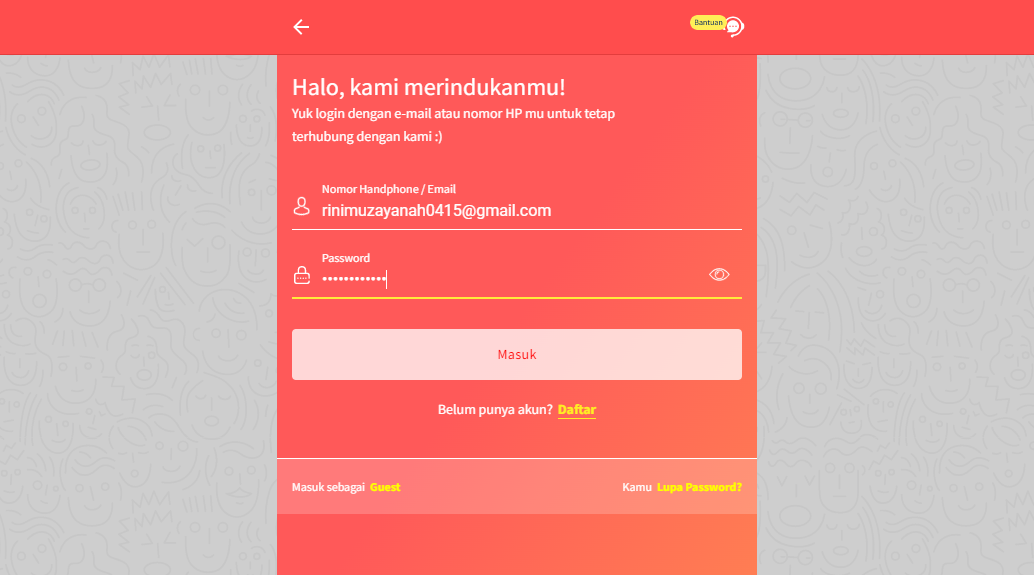 Bantuan
Halo, kami merindukanmu!
Yuk login dengan e-mail atau nomor HP mu untuk tetap
terhubung dengan kami :)
Nomor Handphone / Email
rinimuzayanah0415@gmail.com
Password
••••••••••••
Masuk
Belum punya akun? Daftar
Masuk sebagai Guest
Kamu Lupa Password?